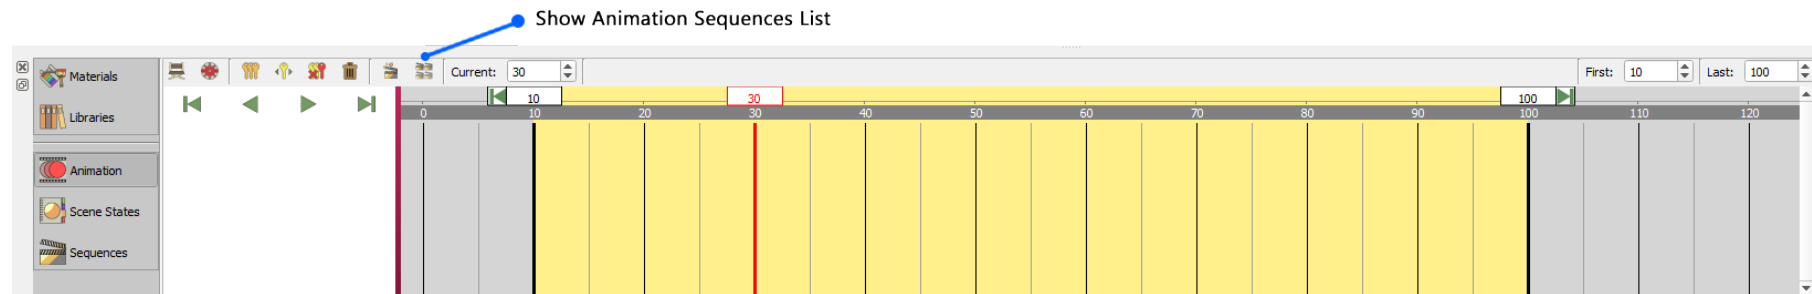 Show Animation Sequences List
Materials
Libraries
Animation
Scene States
Sequences
Current: 30
First: 10 Last: 100
10 30 100
0 10 20 30 40 50 60 70 80 90 100 110 120